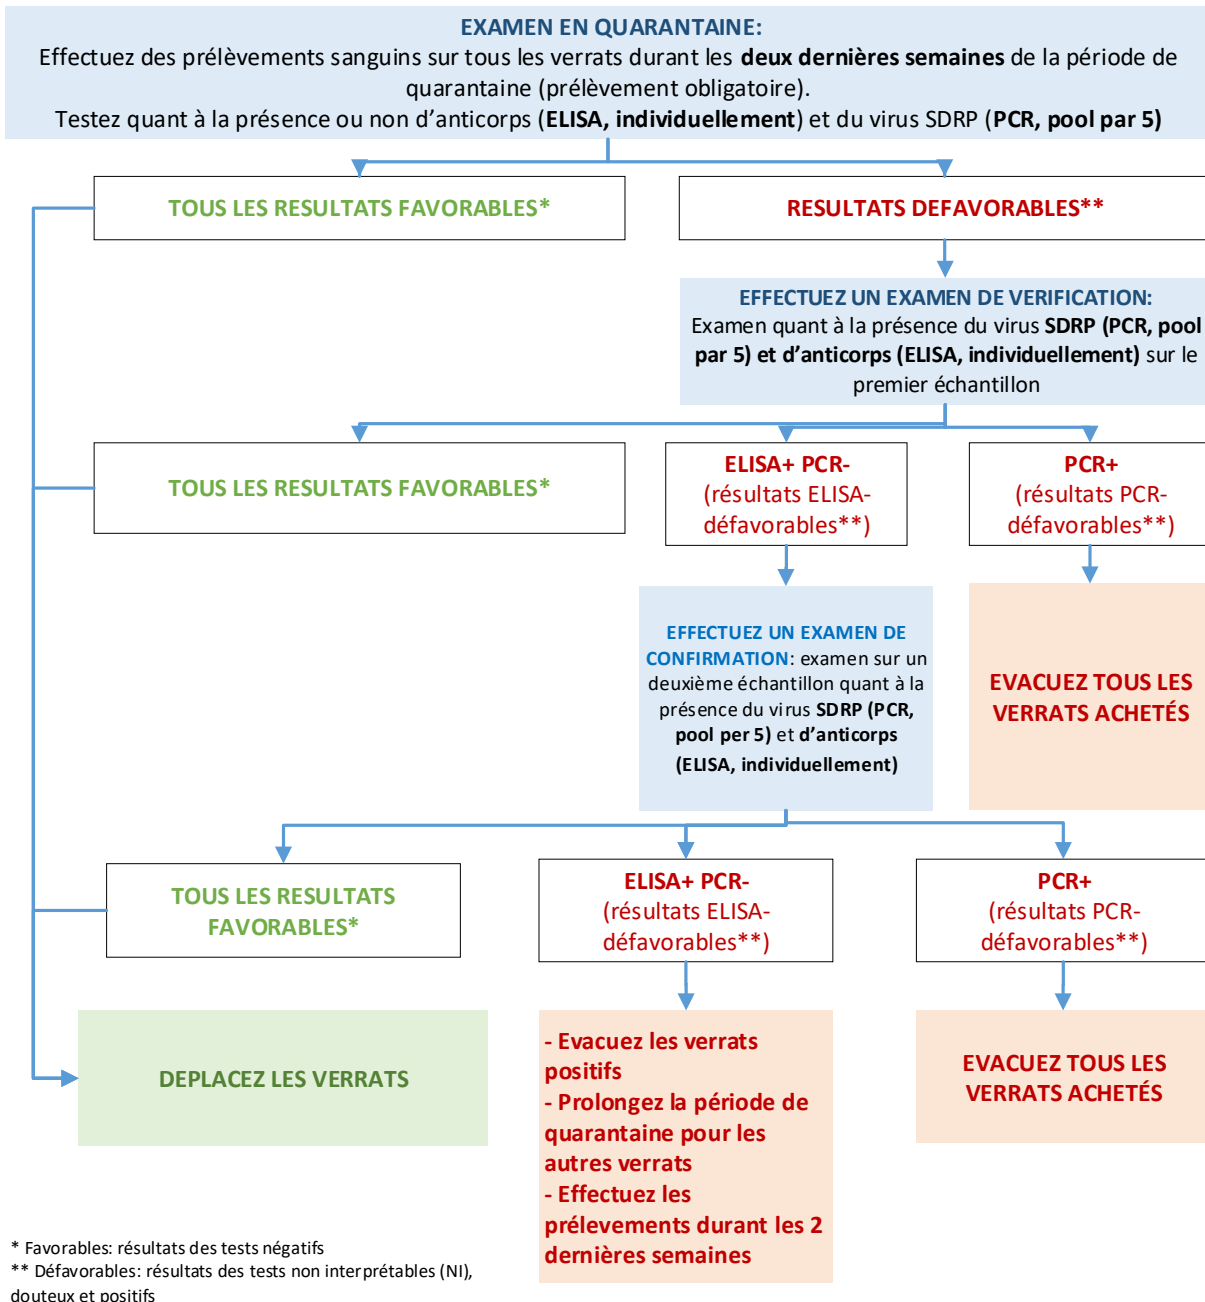 EXAMEN EN QUARANTAINE:
Effectuez des prélèvements sanguins sur tous les verrats durant les deux dernières semaines de la période de
quarantaine (prélèvement obligatoire).
Testez quant à la présence ou non d’anticorps (ELISA, individuellement) et du virus SDRP (PCR, pool par 5)
TOUS LES RESULTATS FAVORABLES*
RESULTATS DEFAVORABLES**
EFFECTUEZ UN EXAMEN DE VERIFICATION:
Examen quant à la présence du virus SDRP (PCR, pool
par 5) et d’anticorps (ELISA, individuellement) sur le
premier échantillon
TOUS LES RESULTATS FAVORABLES*
ELISA+ PCR-
(résultats ELISA-
défavorables**)
PCR+
(résultats PCR-
défavorables**)
EFFECTUEZ UN EXAMEN DE
CONFIRMATION: examen sur un
deuxième échantillon quant à la
présence du virus SDRP (PCR,
pool per 5) et d’anticorps
(ELISA, individuellement)
EVACUEZ TOUS LES
VERRATS ACHETÉS
TOUS LES RESULTATS
FAVORABLES*
ELISA+ PCR-
(résultats ELISA-
défavorables**)
PCR+
(résultats PCR-
défavorables**)
DEPLACEZ LES VERRATS
- Evacuez les verrats
positifs
- Prolongez la période de
quarantaine pour les
autres verrats
- Effectuez les
prélevements durant les 2
dernières semaines
EVACUEZ TOUS LES
VERRATS ACHETÉS
* Favorables: résultats des tests négatifs
** Défavorables: résultats des tests non interprétables (NI),
douteux et positifs